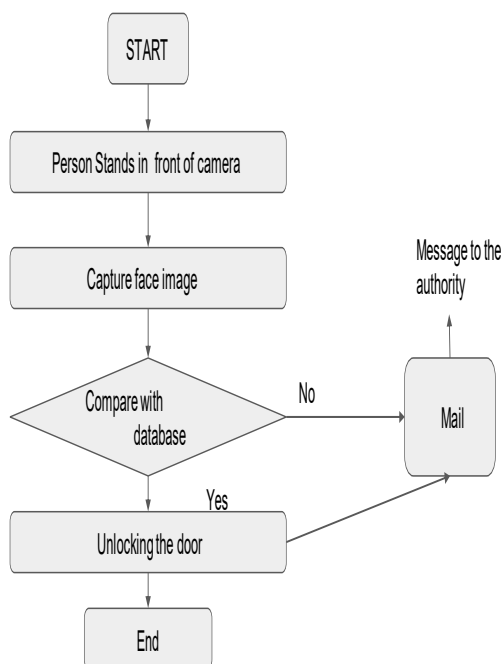 START
Person Stands in front of camera
Capture face image
Message to the
authority
Compare with
database
No
Mail
Yes
Unlocking the door
End